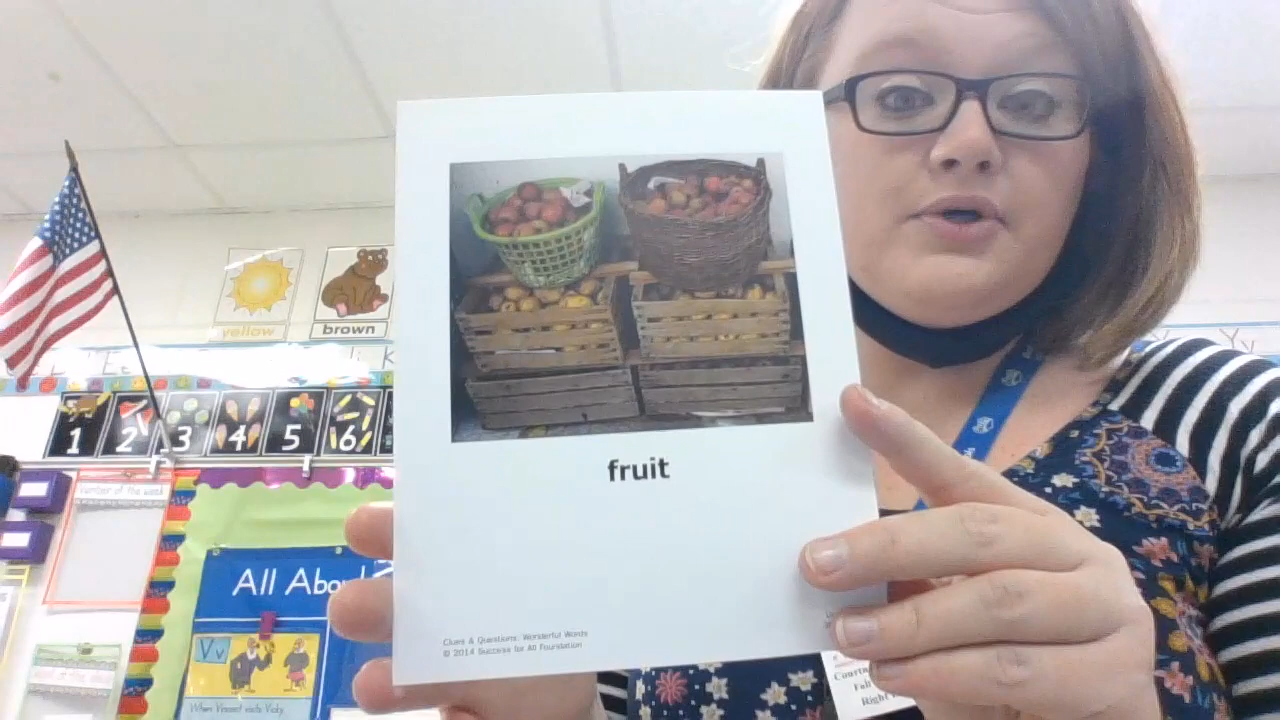 yellow
brown
1 2 3 4 5 6
number of the week
All About
Vv
When Vincent visits Vicky,
fruit
Clues & Questions: Wonderful Words
© 2014 Success for All Foundation